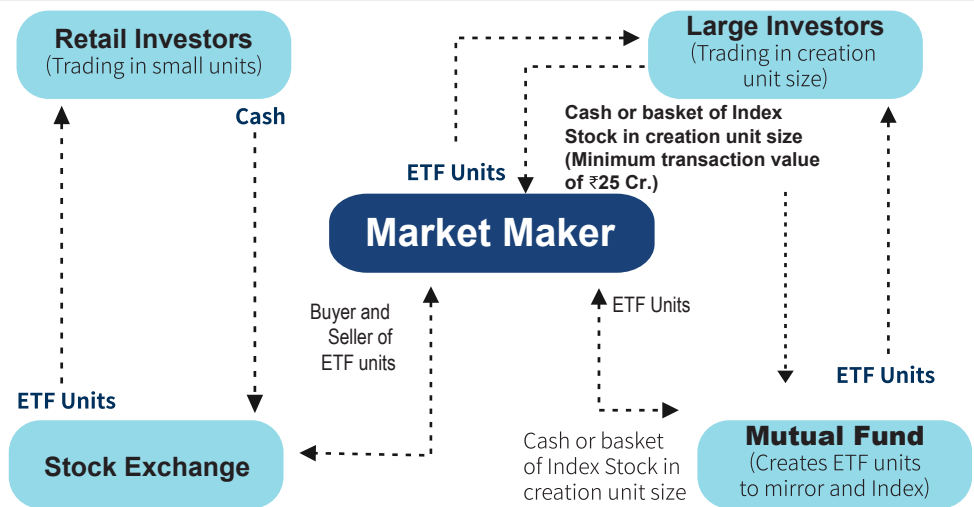 Retail Investors
(Trading in small units)
Large Investors
(Trading in creation
unit size)
Cash
Cash or basket of Index
Stock in creation unit size
(Minimum transaction value
of ₹25 Cr.)
ETF Units
Market Maker
Buyer and
Seller of
ETF units
ETF Units
ETF Units
ETF Units
Stock Exchange
Cash or basket
of Index Stock in
creation unit size
Mutual Fund
(Creates ETF units
to mirror and Index)